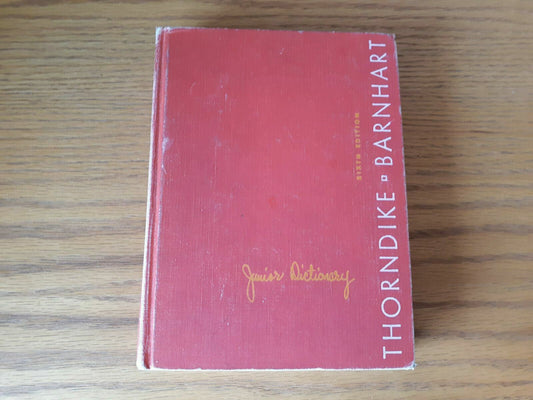 THORNDIKE ▫ BARNHART
SIXTH EDITION
Junior Dictionary